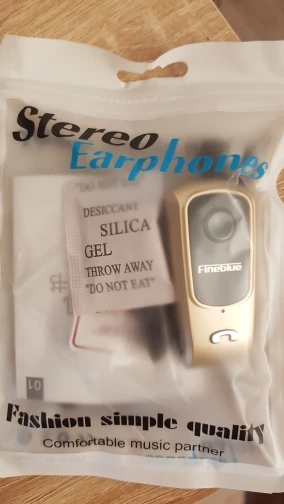 Stereo
Earphones
"DO NOT EAT"
DESICCANT
SILICA
GEL
THROW AWAY
"DO NOT EAT"
Fineblue
01
Fashion simple quality
Comfortable music partner